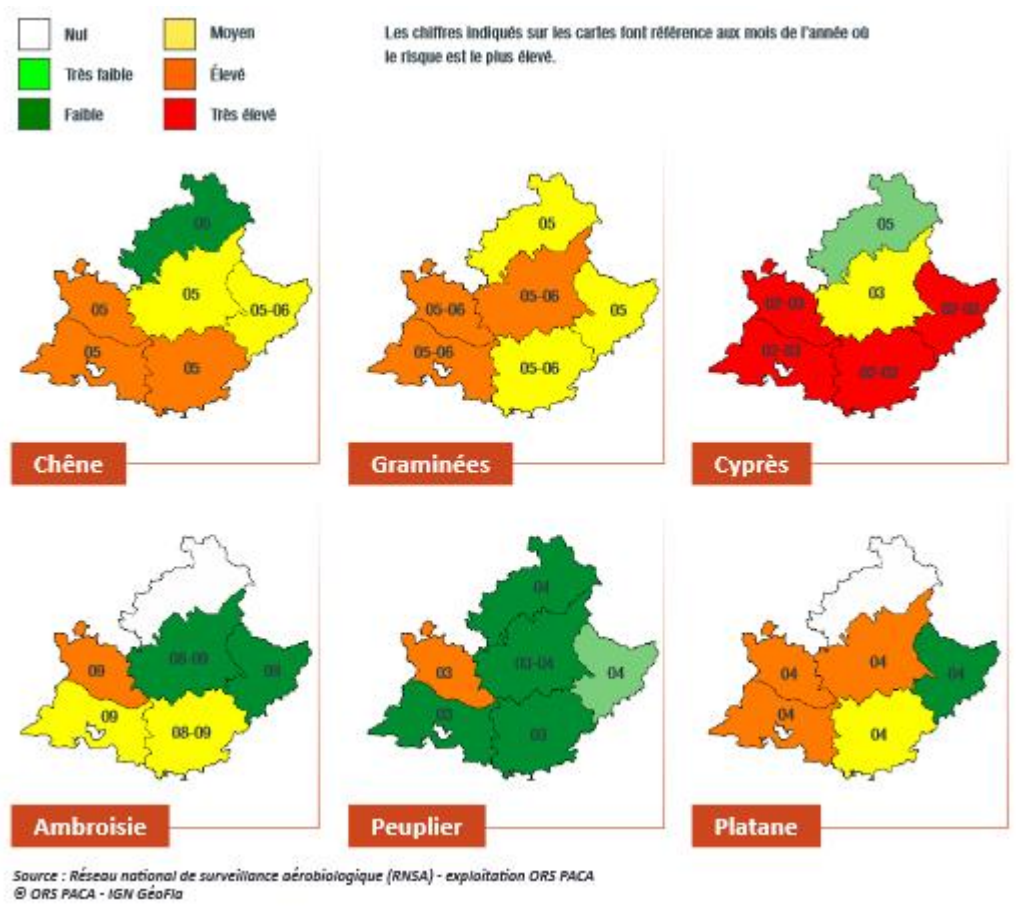 Nul
Moyen
Très faible
Élevé
Faible
Très élevé
Les chiffres indiqués sur les cartes font référence aux mois de l'année où
le risque est le plus élevé.
05
05
05
05-06
05
05
Chêne
05
05-06
05-06
05
05-06
05-06
Graminées
05
03
02-03
02-03
02-03
02-03
Cyprès
09
08-09
09
09
08-09
Ambroisie
04
03
03-04
04
03
03
Peuplier
04
04
04
04
04
Platane
Source : Réseau national de surveillance aérobiologique (RNSA) - exploitation ORS PACA
© ORS PACA - IGN GéoFla